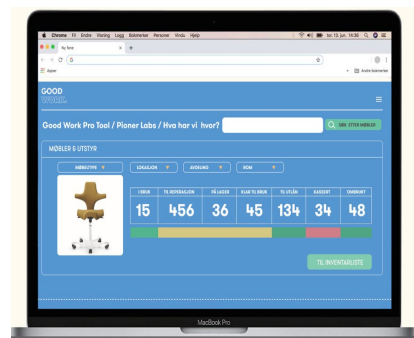 Chrome Fil Endre Visning Logg Bokmerker Personer Vindu Hjelp
tor. 13. jun. 14:36
Ny fane
Apper
Andre bokmerker
GOOD
WORK.
Good Work Pro Tool / Pioner Labs / Hva har vi hvor?
SØK ETTER MØBLER
MØBLER & UTSTYR
MØBELTYPE
LOKASJON
AVDELING
ROM
I BRUK
TIL REPERASJON
PÅ LAGER
KLAR TIL BRUK
TIL UTLÅN
KASSERT
OMBRUKT
15
456
36
45
134
34
48
TIL INVENTARLISTE
MacBook Pro